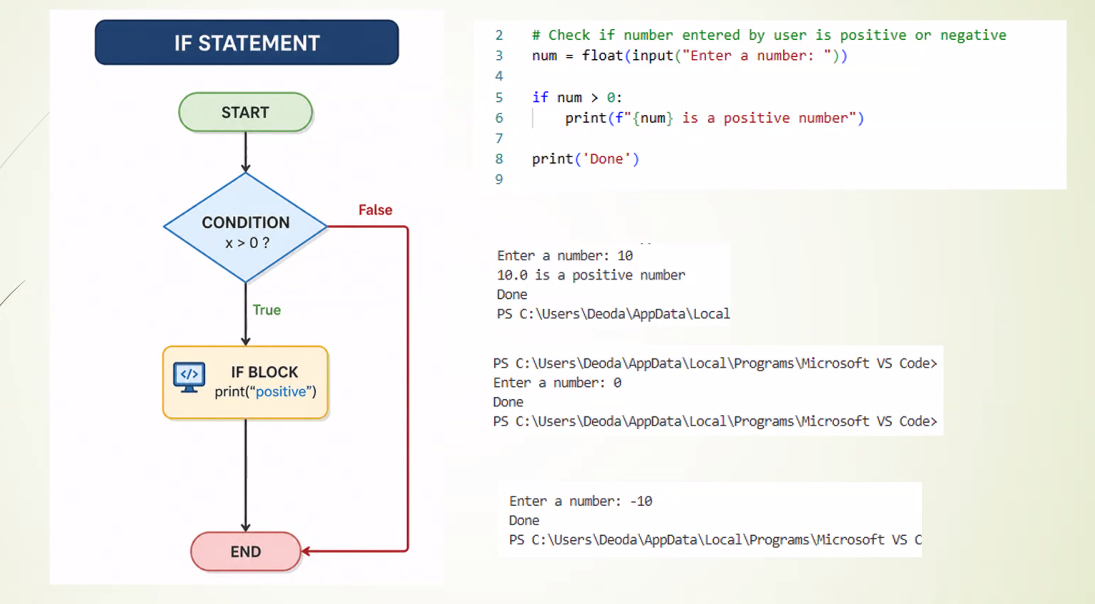 IF STATEMENT
START
CONDITION
x > 0 ?
False
True
</>
IF BLOCK
print(“positive”)
END
2 # Check if number entered by user is positive or negative
3 num = float(input("Enter a number: "))
4
5 if num > 0:
6 print(f"{num} is a positive number")
7
8 print('Done')
9
Enter a number: 10
10.0 is a positive number
Done
PS C:\Users\Deoda\AppData\Local
PS C:\Users\Deoda\AppData\Local\Programs\Microsoft VS Code>
Enter a number: 0
Done
PS C:\Users\Deoda\AppData\Local\Programs\Microsoft VS Code>
Enter a number: -10
Done
PS C:\Users\Deoda\AppData\Local\Programs\Microsoft VS C